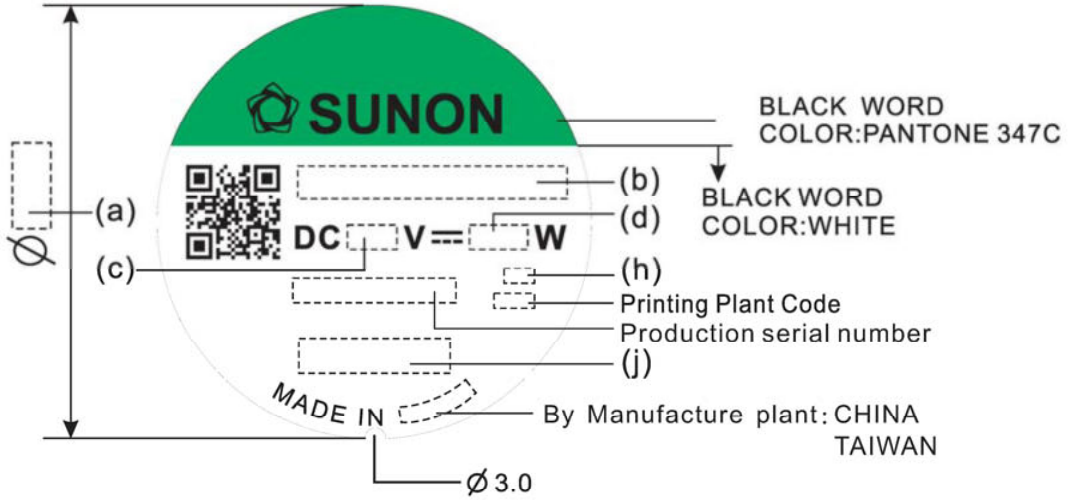 SUNON
BLACK WORD
COLOR:PANTONE 347C
BLACK WORD
COLOR:WHITE
(a)
Ø
(b)
(d)
DC V W
(c)
(h)
Printing Plant Code
Production serial number
(j)
MADE IN
By Manufacture plant: CHINA
TAIWAN
Ø 3.0